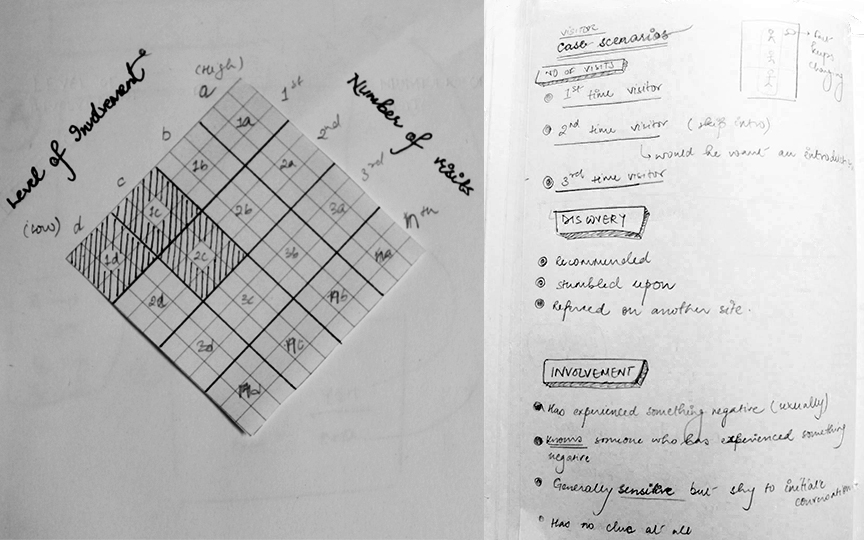 Level of Involvement
(High)
a
b
c
(Low) d
Number of visits
1st
2nd
3rd
nth
1a
1b
2a
1c
2b
3a
1d
2c
3b
na
2d
3c
nb
3d
nc
nd
VISITOR
case scenarios
NO OF VISITS
1st time visitor
2nd time visitor (skip intro)
would he want an introduction
3rd time visitor
keeps
changing
DISCOVERY
recommended
stumbled upon
Refered on another site.
INVOLVEMENT
Has experienced something negative (usually)
Knows someone who has experienced something
negative
Generally sensitive but shy to initiate
conversation
Has no clue at all